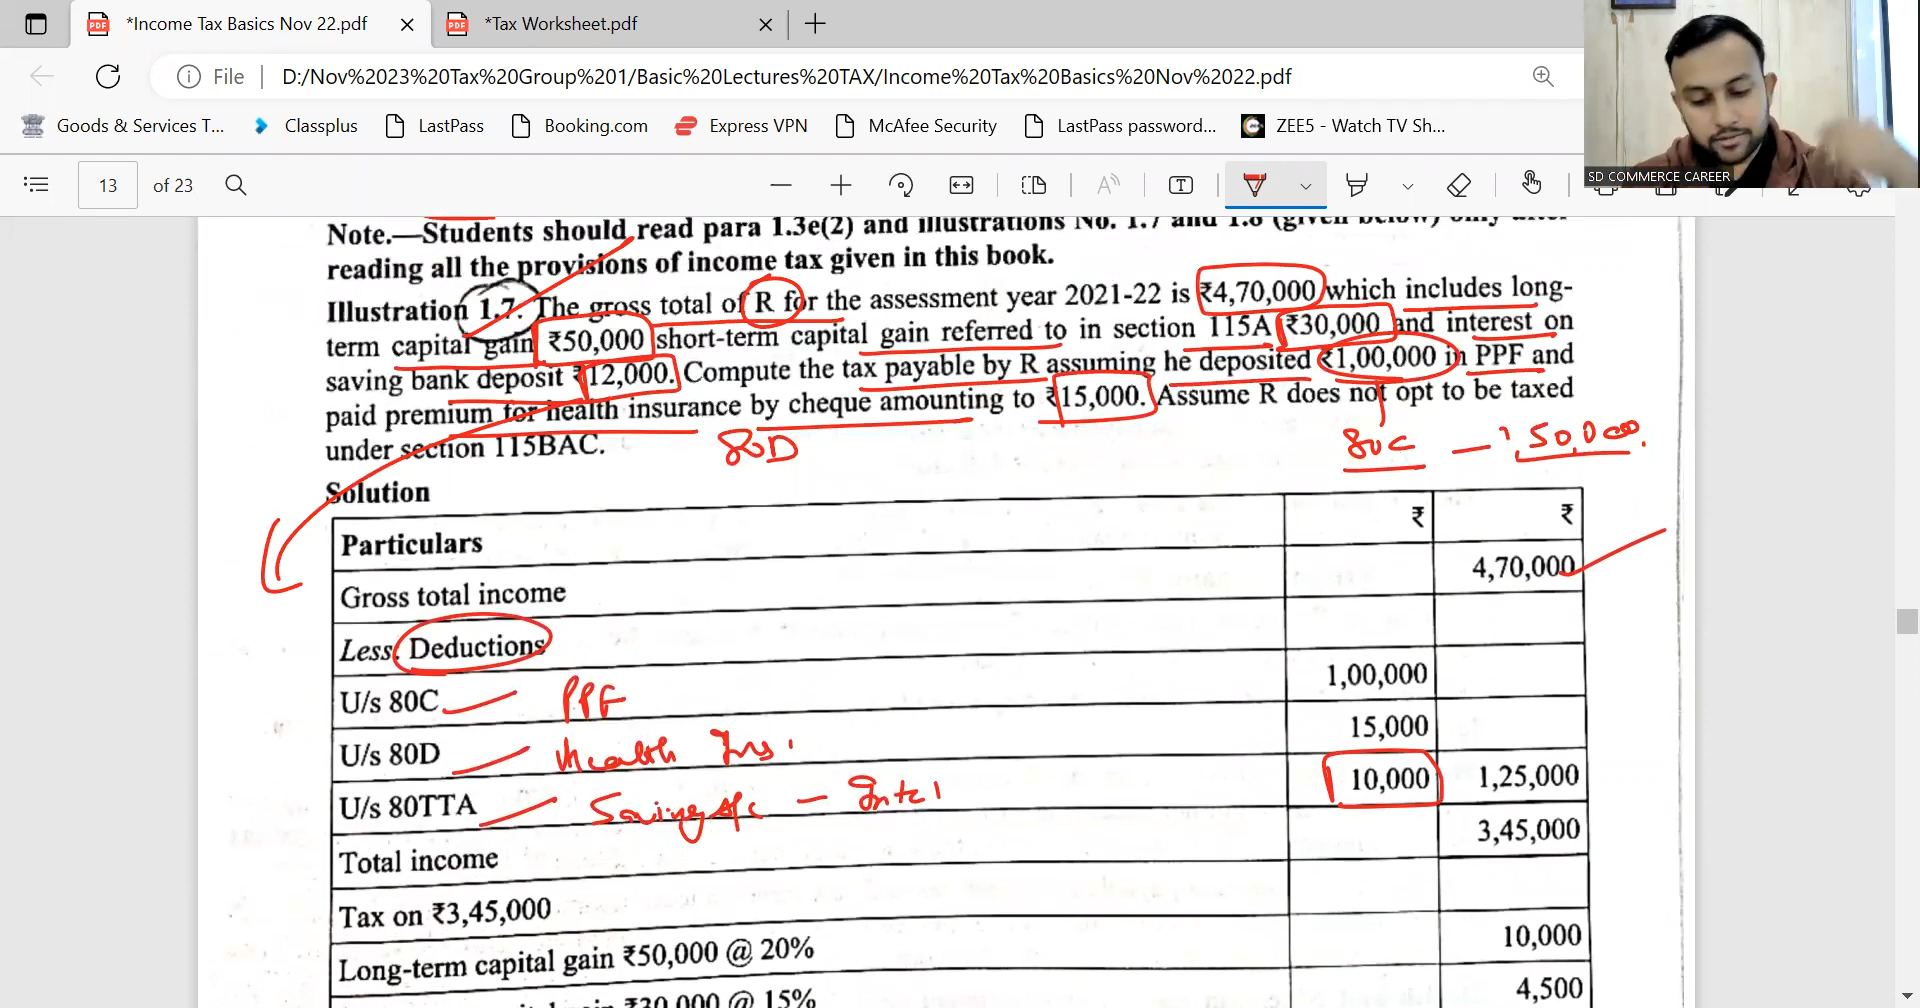 *Income Tax Basics Nov 22.pdf
*Tax Worksheet.pdf
File
D:/Nov%2023%20Tax%20Group%201/Basic%20Lectures%20TAX/Income%20Tax%20Basics%20Nov%2022.pdf
Goods & Services T... Classplus LastPass Booking.com Express VPN McAfee Security LastPass password... ZEE5 - Watch TV Sh...
SD COMMERCE CAREER
13 of 23
Note.—Students should read para 1.3e(2) and illustrations No. 1.7 and 1.8 (given below) only after
reading all the provisions of income tax given in this book.
Illustration 1.7. The gross total of R for the assessment year 2021-22 is ₹4,70,000 which includes long-
term capital gain ₹50,000 short-term capital gain referred to in section 115A ₹30,000 and interest on
saving bank deposit ₹12,000. Compute the tax payable by R assuming he deposited ₹1,00,000 in PPF and
paid premium for health insurance by cheque amounting to ₹15,000. Assume R does not opt to be taxed
under section 115BAC.
80D
80C — 150,000
Solution
Particulars ₹ ₹
Gross total income 4,70,000
Less. Deductions
U/s 80C PPF 1,00,000
U/s 80D Health Ins. 15,000
U/s 80TTA Saving A/c — Int 10,000 1,25,000
Total income 3,45,000
Tax on ₹3,45,000
Long-term capital gain ₹50,000 @ 20% 10,000
₹30,000 @ 15% 4,500